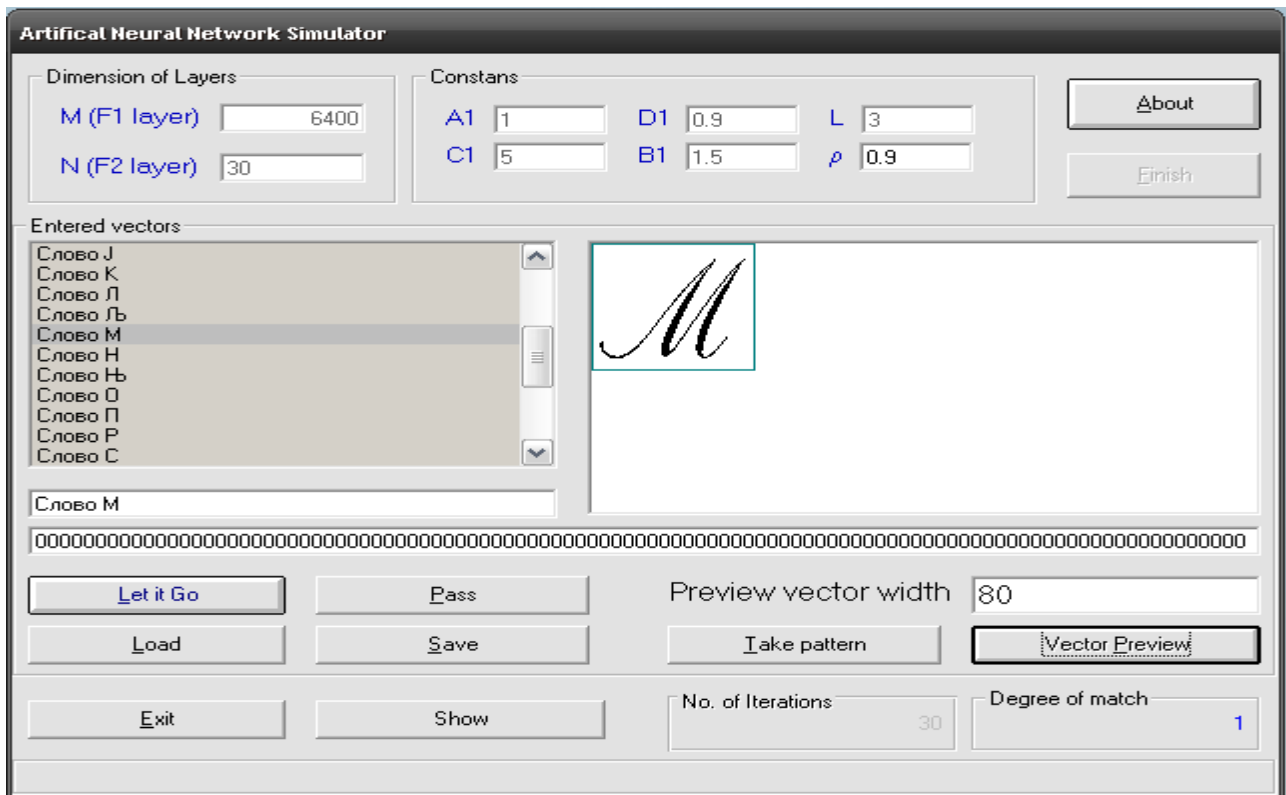 Artifical Neural Network Simulator
Dimension of Layers
M (F1 layer) 6400
N (F2 layer) 30
Constans
A1 1 D1 0.9 L 3
C1 5 B1 1.5 ρ 0.9
About
Finish
Entered vectors
Слово Ј
Слово К
Слово Л
Слово Љ
Слово М
Слово Н
Слово Њ
Слово О
Слово П
Слово Р
Слово С
M
Слово М
Let it Go
Pass
Preview vector width 80
Load
Save
Take pattern
Vector Preview
Exit
Show
No. of Iterations
30
Degree of match
1